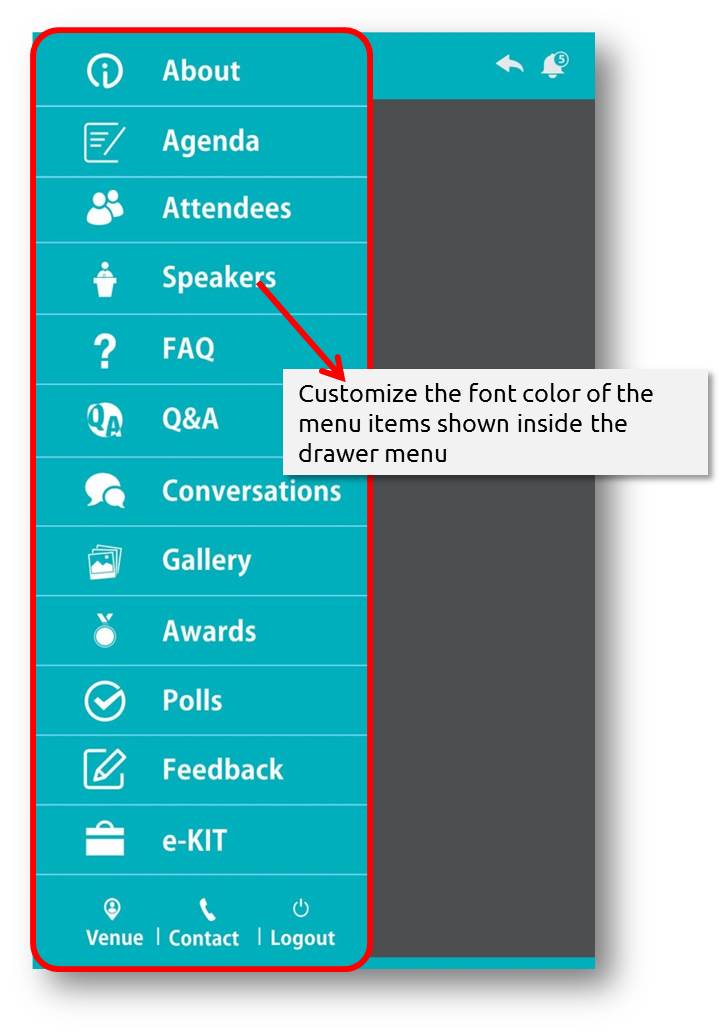 About
5
Agenda
Attendees
Speakers
FAQ
Customize the font color of the
menu items shown inside the
drawer menu
Q&A
QA
Conversations
Gallery
Awards
Polls
Feedback
e-KIT
Venue | Contact | Logout